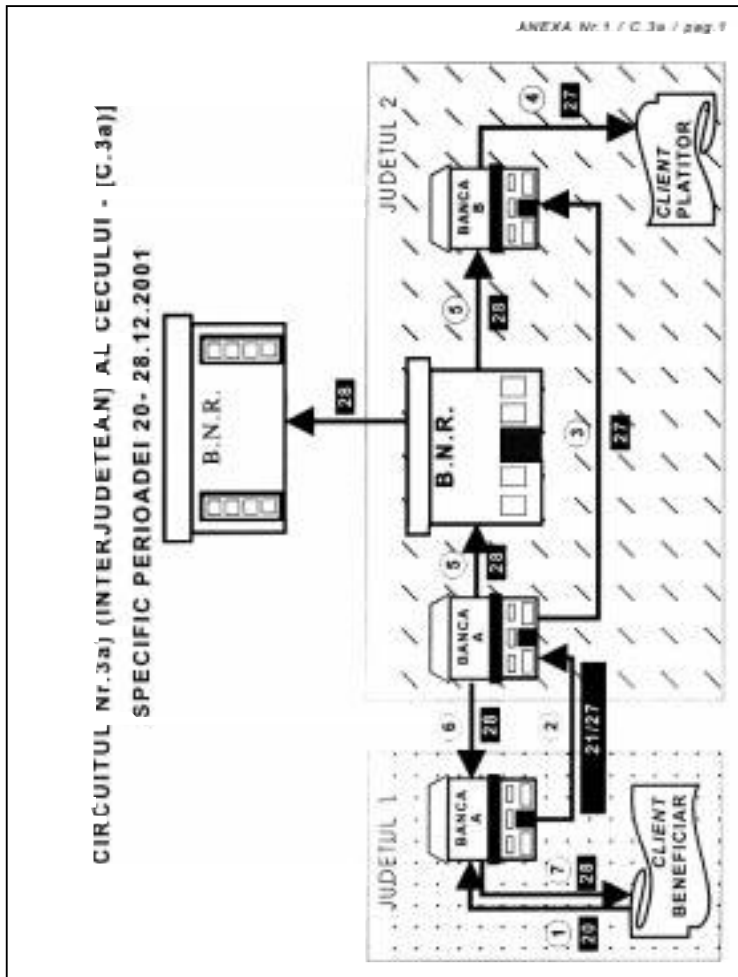 ANEXA Nr.1 / C.3a / pag.1
CIRCUITUL Nr.3a) (INTERJUDETEAN) AL CECULUI - [C.3a)]
SPECIFIC PERIOADEI 20- 28.12.2001
B.N.R.
28
JUDETUL 1
JUDETUL 2
BANCA
A
6
28
BANCA
A
5
28
B.N.R.
5
28
BANCA
B
4
27
1
20
7
28
2
21/27
3
27
CLIENT
BENEFICIAR
CLIENT
PLATITOR